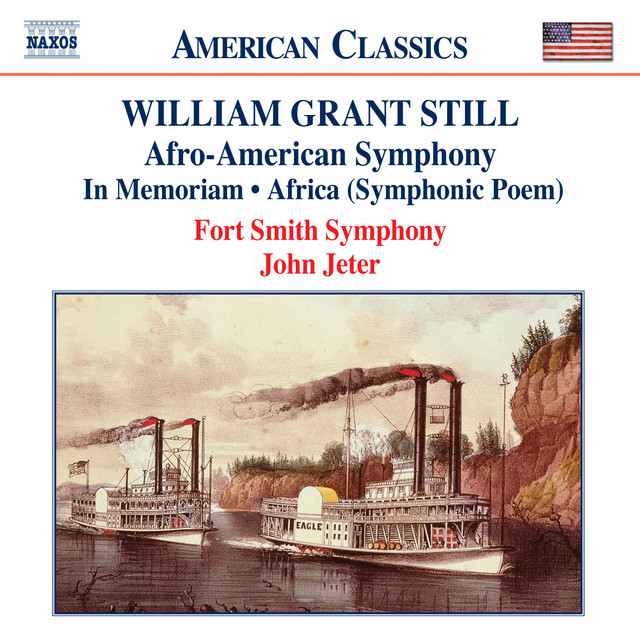 NAXOS
AMERICAN CLASSICS
WILLIAM GRANT STILL
Afro-American Symphony
In Memoriam • Africa (Symphonic Poem)
Fort Smith Symphony
John Jeter
EAGLE